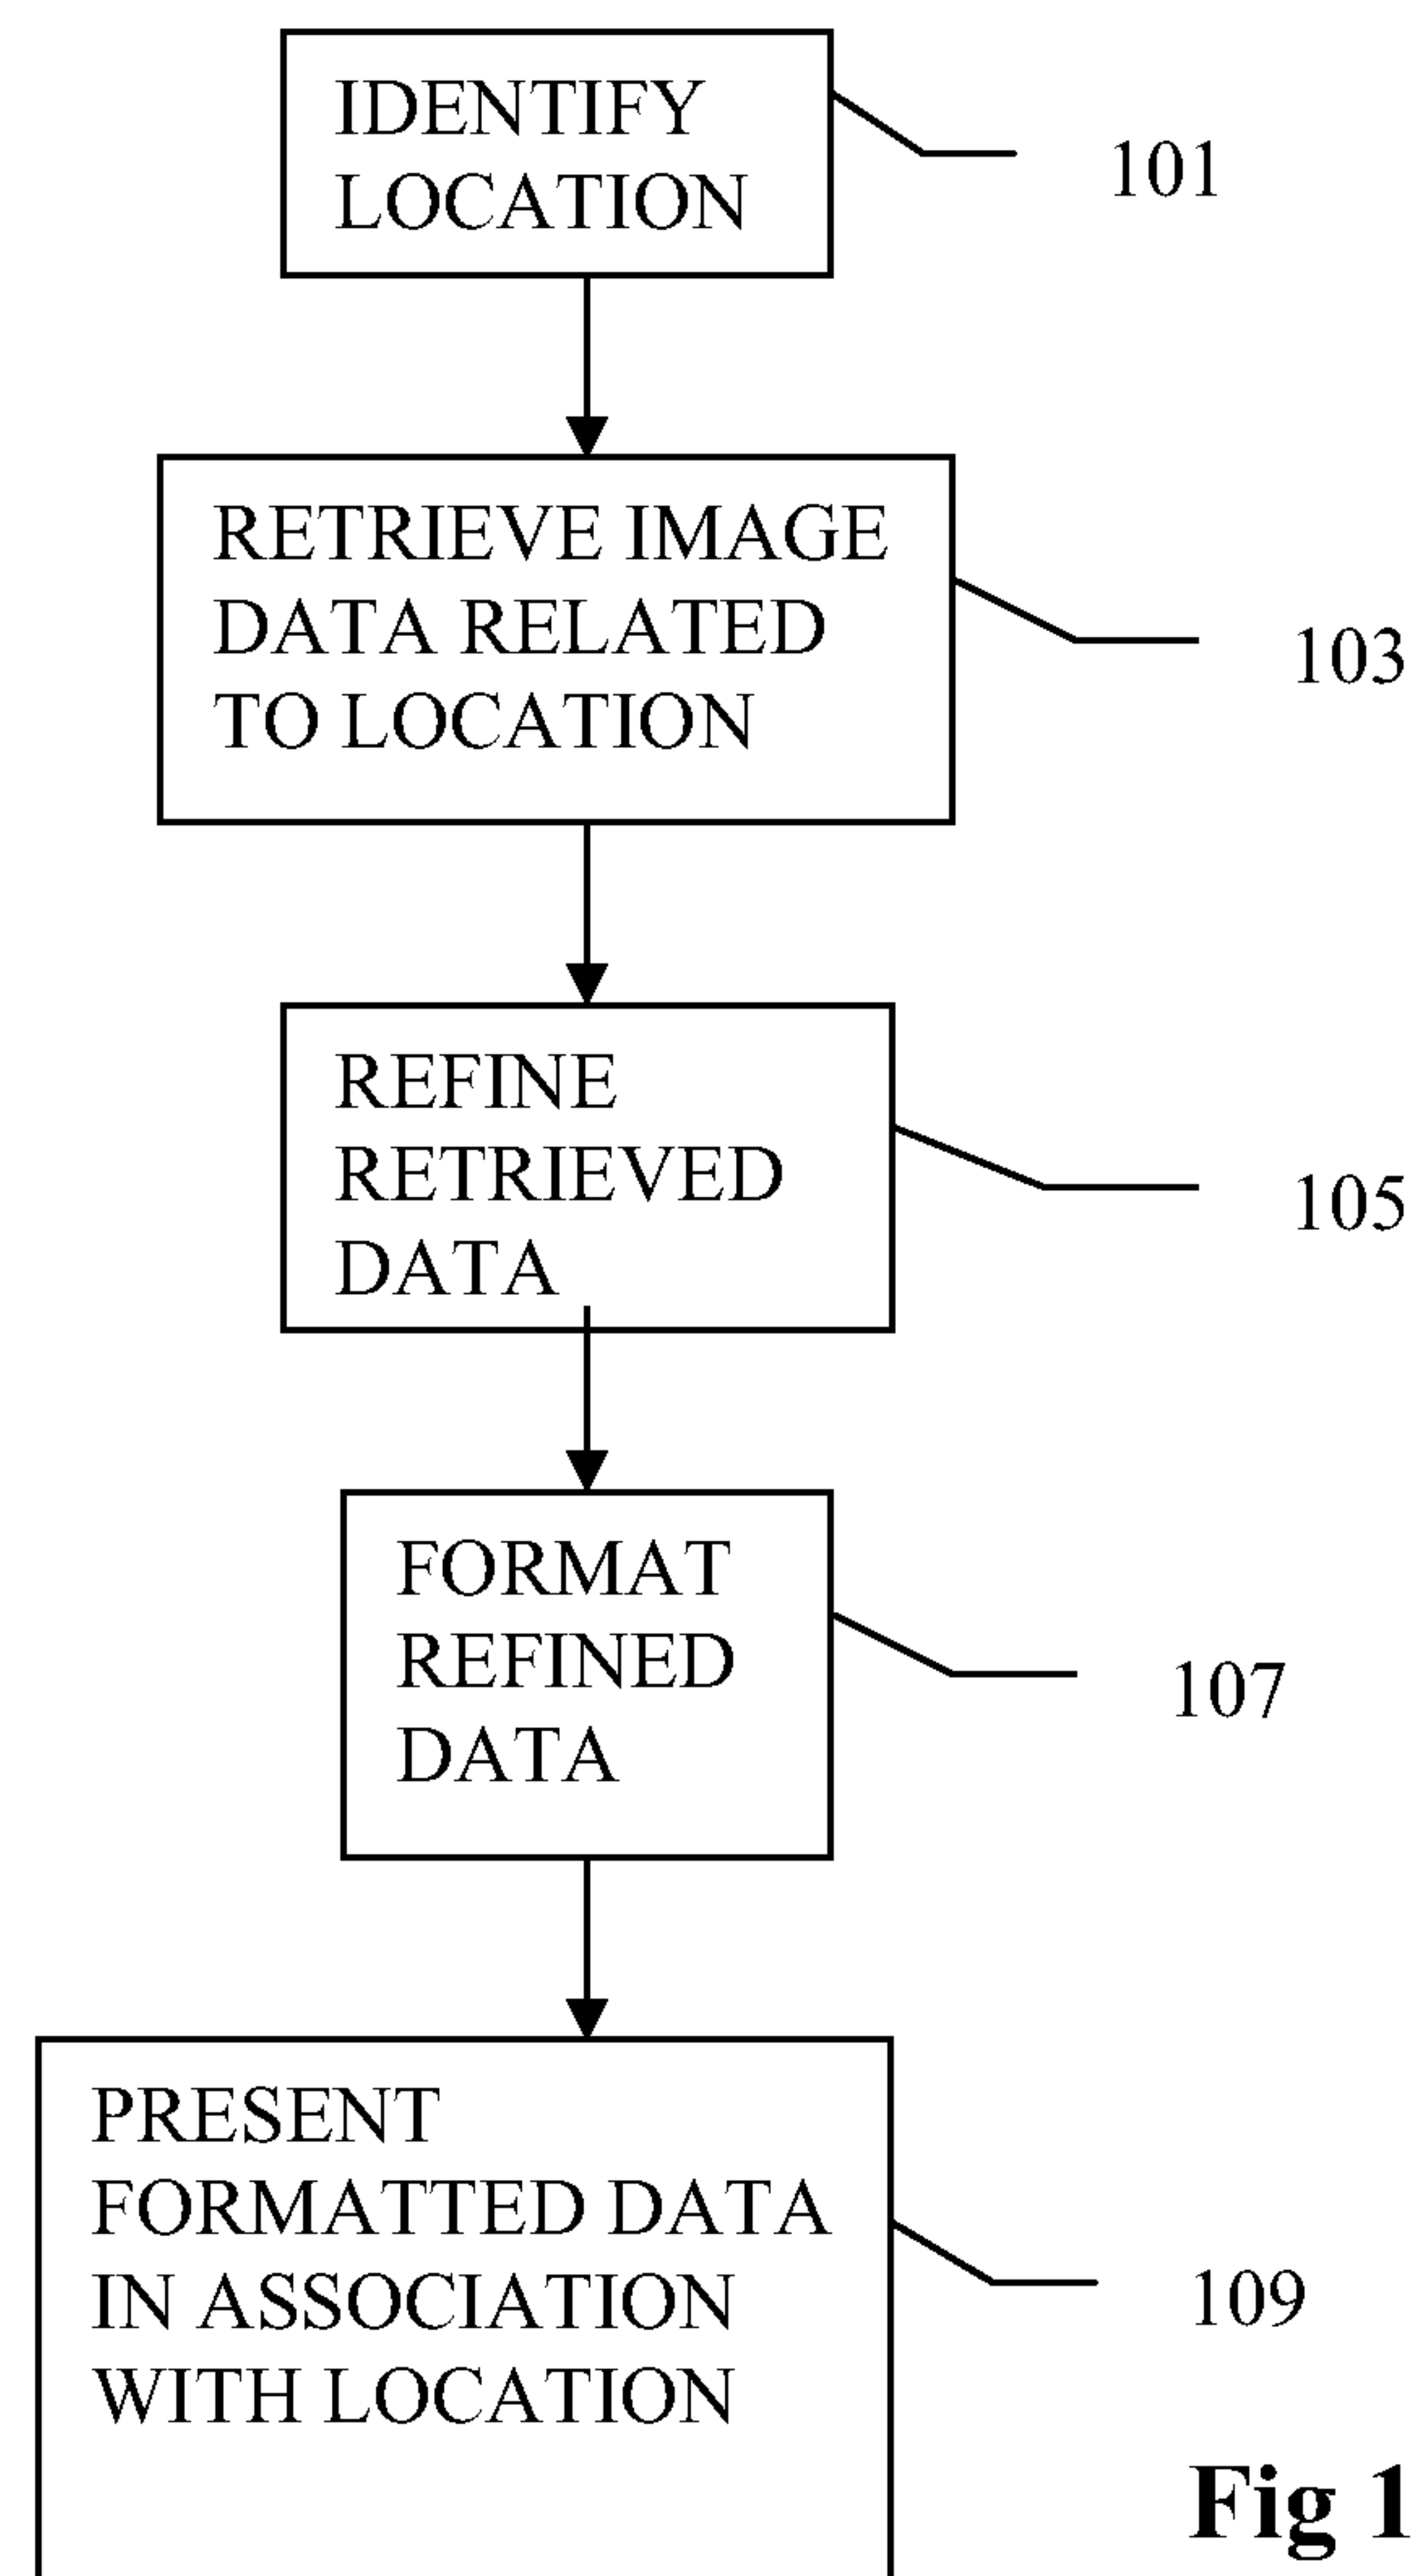 IDENTIFY
LOCATION
101
RETRIEVE IMAGE
DATA RELATED
TO LOCATION
103
REFINE
RETRIEVED
DATA
105
FORMAT
REFINED
DATA
107
PRESENT
FORMATTED DATA
IN ASSOCIATION
WITH LOCATION
109
Fig 1